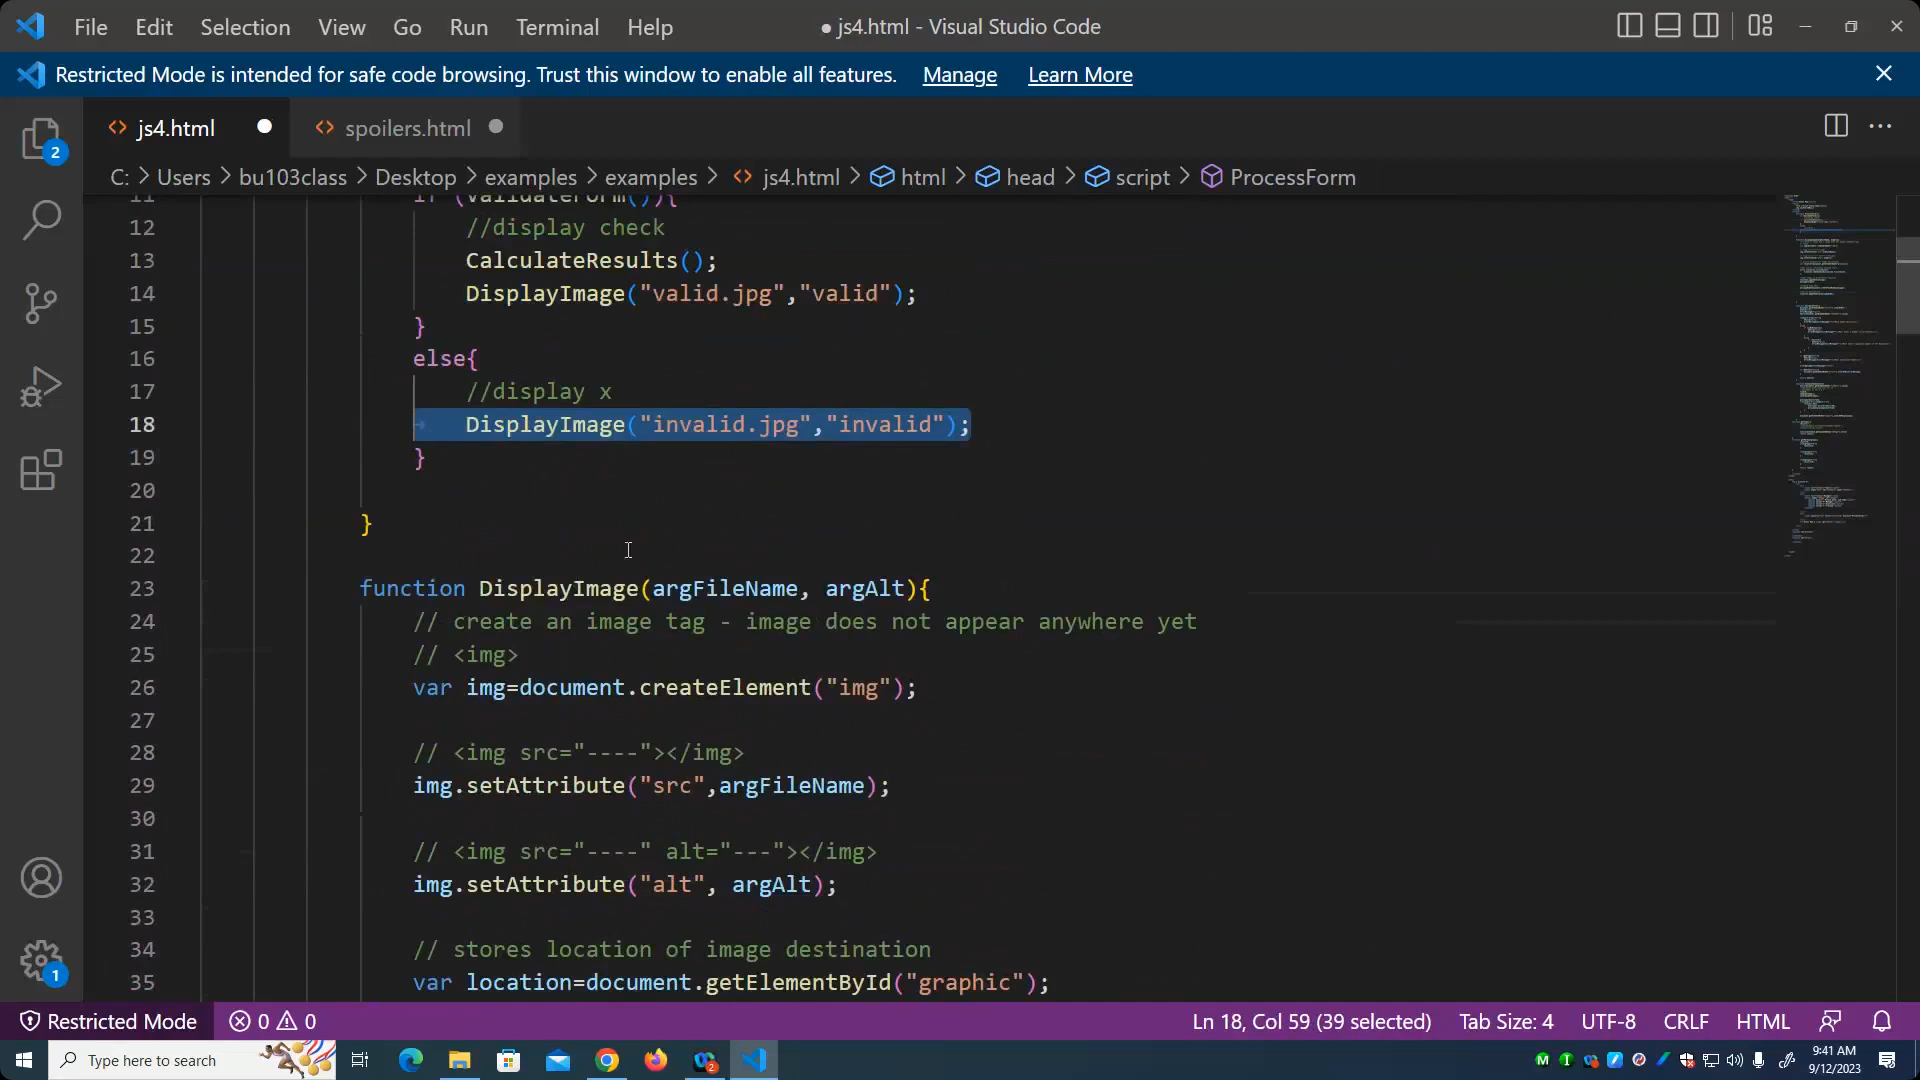 File Edit Selection View Go Run Terminal Help
● js4.html - Visual Studio Code
Restricted Mode is intended for safe code browsing. Trust this window to enable all features. Manage Learn More
js4.html
spoilers.html
C: > Users > bu103class > Desktop > examples > examples > js4.html > html > head > script > ProcessForm
11 if (ValidateForm()){
12 //display check
13 CalculateResults();
14 DisplayImage("valid.jpg","valid");
15 }
16 else{
17 //display x
18 DisplayImage("invalid.jpg","invalid");
19 }
20
21 }
22
23 function DisplayImage(argFileName, argAlt){
24 // create an image tag - image does not appear anywhere yet
25 // <img>
26 var img=document.createElement("img");
27
28 // <img src="----"></img>
29 img.setAttribute("src",argFileName);
30
31 // <img src="----" alt="---"></img>
32 img.setAttribute("alt", argAlt);
33
34 // stores location of image destination
35 var location=document.getElementById("graphic");
2
1
Restricted Mode 0 0 Ln 18, Col 59 (39 selected) Tab Size: 4 UTF-8 CRLF HTML
Type here to search
2
9:41 AM
9/12/2023